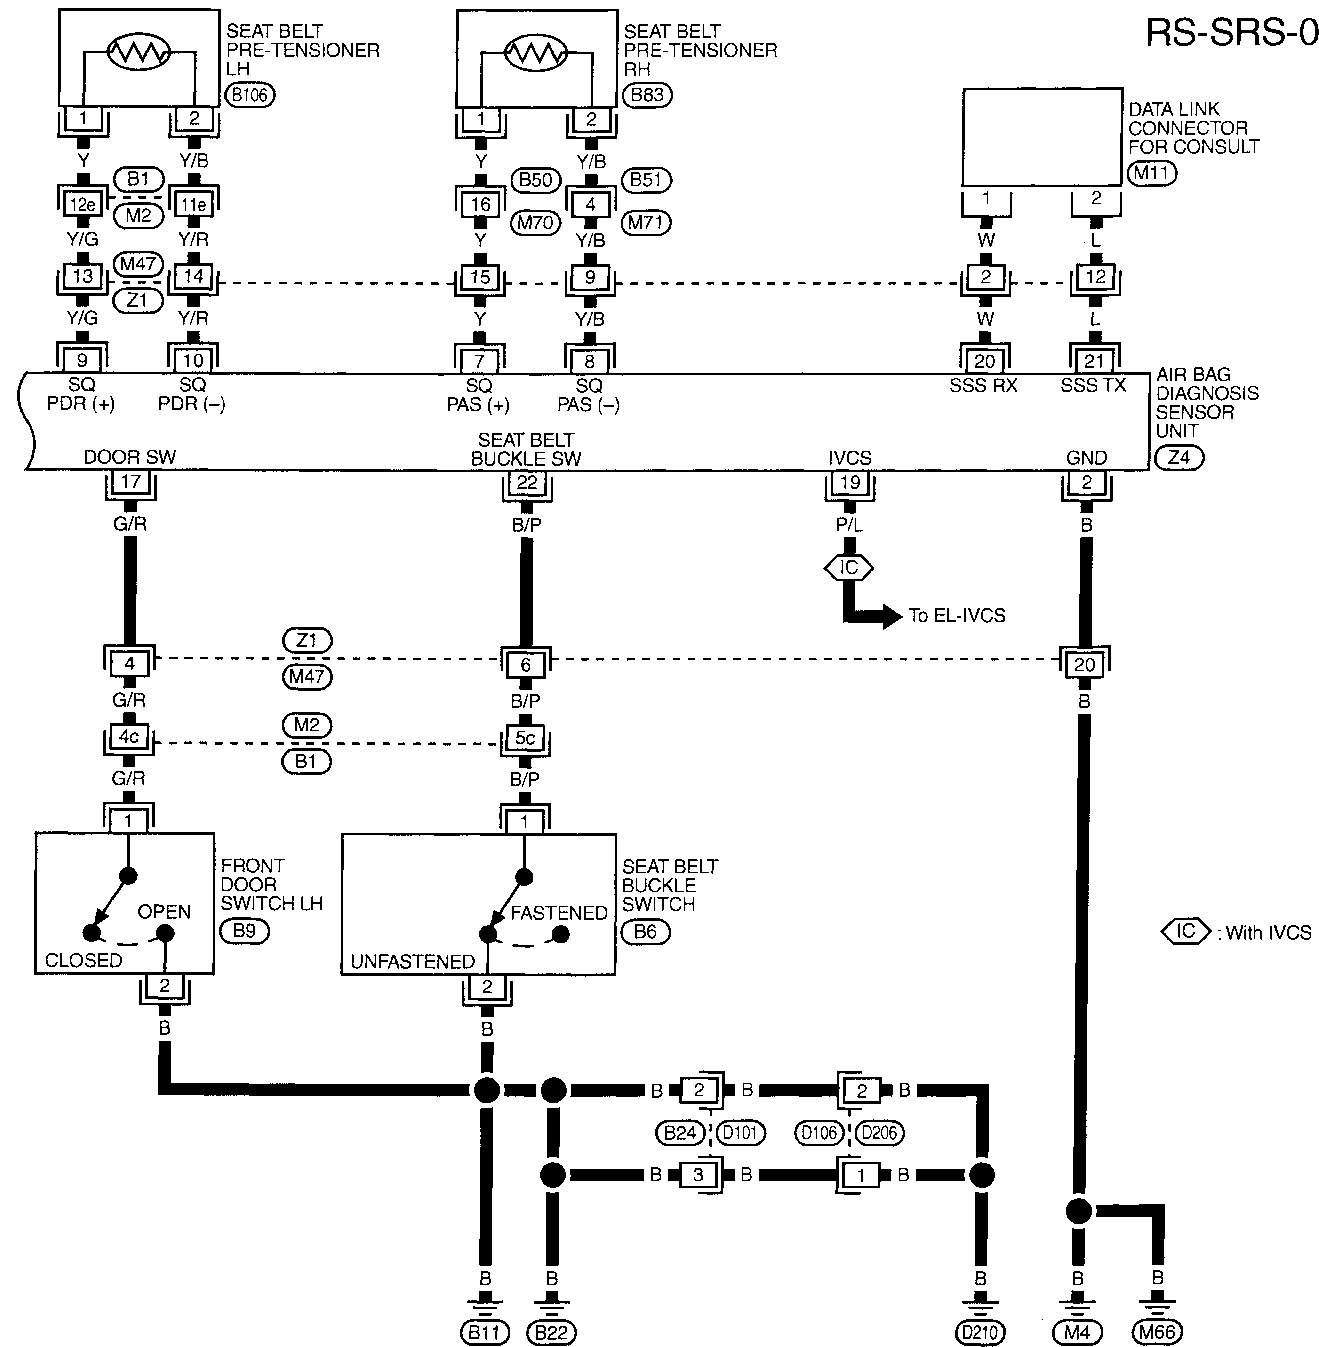 RS-SRS-0
SEAT BELT
PRE-TENSIONER
LH
B106
SEAT BELT
PRE-TENSIONER
RH
B83
DATA LINK
CONNECTOR
FOR CONSULT
M11
1 2 1 2
Y Y/B Y Y/B
1 2
B1 B50 B51
12e 11e 16 4
M2 M70 M71
Y/G Y/R Y Y/B W L
M47
13 14 15 9 2 12
Z1
Y/G Y/R Y Y/B W L
9 10 7 8 20 21
SQ PDR (+)
SQ PDR (–)
SQ PAS (+)
SQ PAS (–)
SSS RX
SSS TX
AIR BAG
DIAGNOSIS
SENSOR
UNIT
Z4
DOOR SW
SEAT BELT
BUCKLE SW
IVCS
GND
17 22 19 2
G/R B/P P/L B
IC
To EL-IVCS
Z1
4 6 20
M47
G/R B/P B
M2
4c 5c
B1
G/R B/P
1 1
FRONT
DOOR
SWITCH LH
B9
OPEN
CLOSED
SEAT BELT
BUCKLE
SWITCH
B6
FASTENED
UNFASTENED
IC : With IVCS
2 2
B B
B 2 B 2 B
B24 D101 D106 D206
B 3 B 1 B
B B B B B
B11 B22 D210 M4 M66